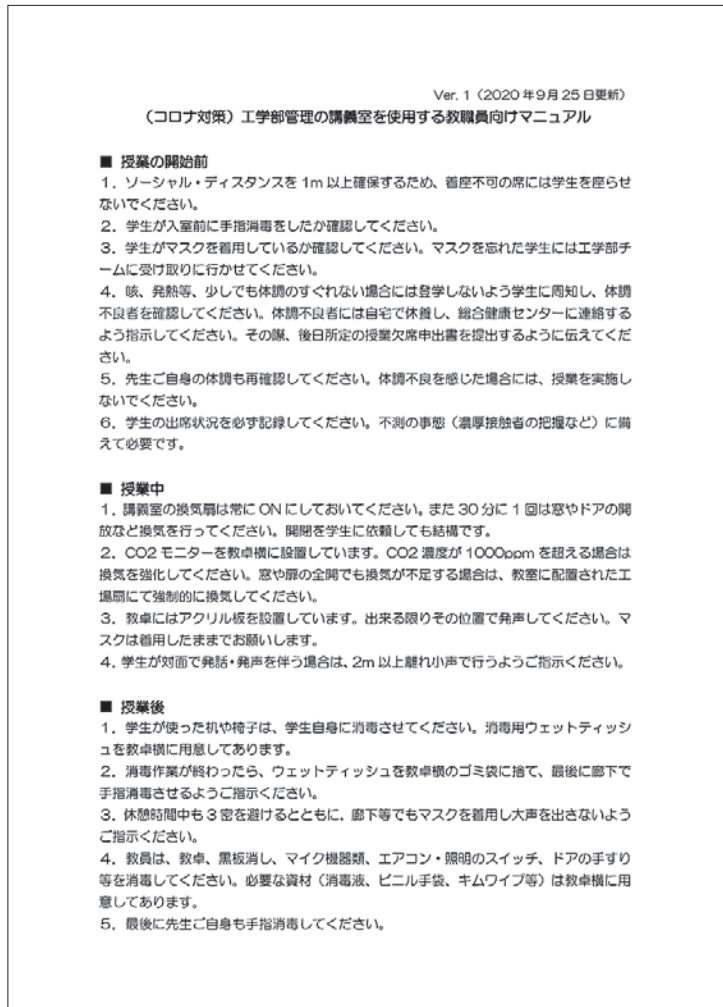 Ver. 1（2020年9月25日更新）
（コロナ対策）工学部管理の講義室を使用する教職員向けマニュアル
■ 授業の開始前
1．ソーシャル・ディスタンスを1m以上確保するため、着座不可の席には学生を座らせ
ないでください。
2．学生が入室前に手指消毒をしたか確認してください。
3．学生がマスクを着用しているか確認してください。マスクを忘れた学生には工学部チ
ームに受け取りに行かせてください。
4．咳、発熱等、少しでも体調のすぐれない場合には登学しないよう学生に周知し、体調
不良者を確認してください。体調不良者には自宅で休養し、総合健康センターに連絡する
よう指示してください。その際、後日所定の授業欠席申出書を提出するように伝えてくだ
さい。
5．先生ご自身の体調も再確認してください。体調不良を感じた場合には、授業を実施し
ないでください。
6．学生の出席状況を必ず記録してください。不測の事態（濃厚接触者の把握など）に備
えて必要です。
■ 授業中
1．講義室の換気扇は常にONにしておいてください。また30分に1回は窓やドアの開
放など換気を行ってください。開閉を学生に依頼しても結構です。
2．CO2モニターを教卓横に設置しています。CO2濃度が1000ppmを超える場合は
換気を強化してください。窓や扉の全開でも換気が不足する場合は、教室に配置された工
場扇にて強制的に換気してください。
3．教卓にはアクリル板を設置しています。出来る限りその位置で発声してください。マ
スクは着用したままでお願いします。
4．学生が対面で発話・発声を伴う場合は、2m以上離れ小声で行うようご指示ください。
■ 授業後
1．学生が使った机や椅子は、学生自身に消毒させてください。消毒用ウェットティッシ
ュを教卓横に用意してあります。
2．消毒作業が終わったら、ウェットティッシュを教卓横のゴミ袋に捨て、最後に廊下で
手指消毒させるようご指示ください。
3．休憩時間中も3密を避けるとともに，廊下等でもマスクを着用し大声を出さないよう
ご指示ください。
4．教員は、教卓、黒板消し、マイク機器類、エアコン・照明のスイッチ、ドアの手すり
等を消毒してください。必要な資材（消毒液、ビニル手袋、キムワイプ等）は教卓横に用
意してあります。
5．最後に先生ご自身も手指消毒してください。